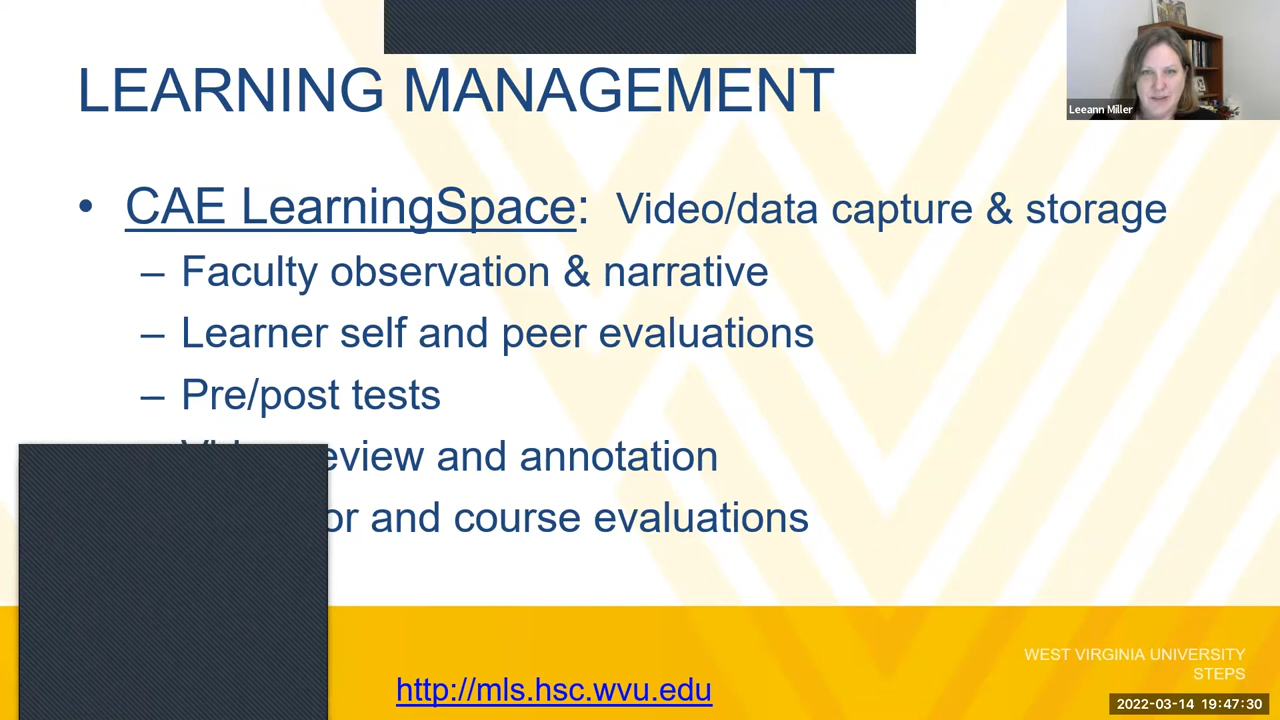 LEARNING MANAGEMENT
Leeann Miller
• CAE LearningSpace: Video/data capture & storage
– Faculty observation & narrative
– Learner self and peer evaluations
– Pre/post tests
and annotation
and course evaluations
WEST VIRGINIA UNIVERSITY
STEPS
http://mls.hsc.wvu.edu
2022-03-14 19:47:30